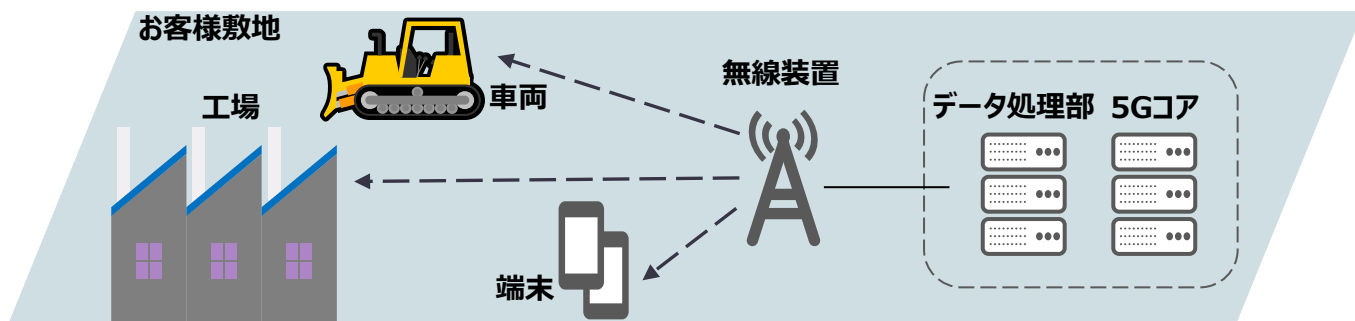 お客様敷地
車両
工場
無線装置
データ処理部
5Gコア
端末